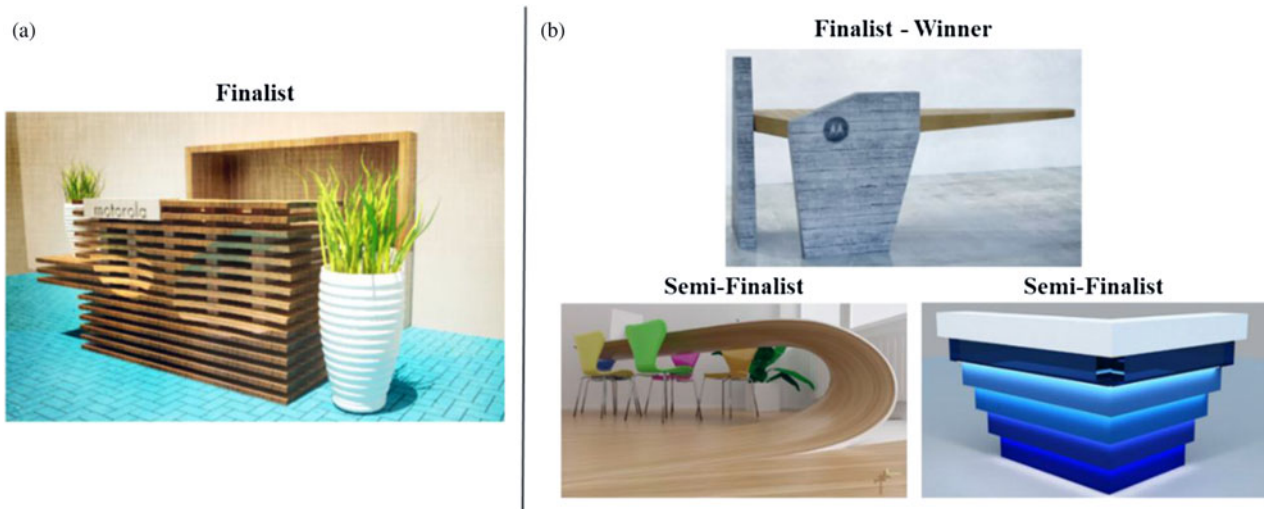 (a)
Finalist
motorola
(b)
Finalist - Winner
Semi-Finalist
Semi-Finalist